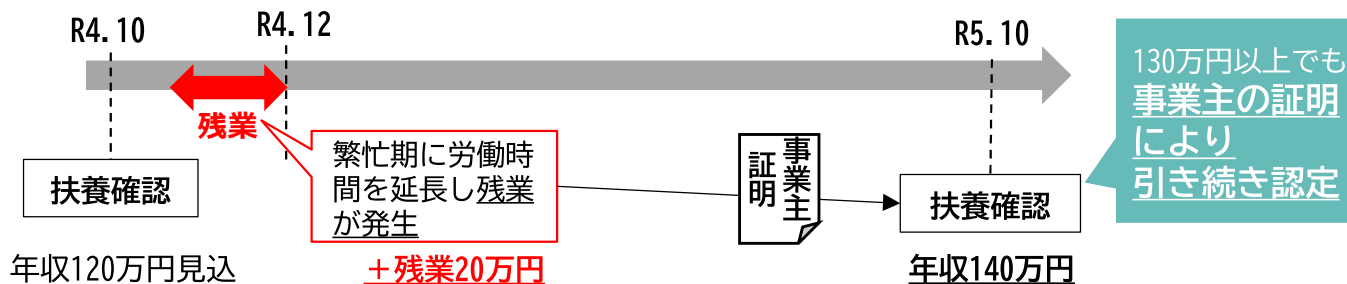 R4.10
R4.12
R5.10
残業
130万円以上でも
事業主の証明
により
引き続き認定
繁忙期に労働時
間を延長し残業
が発生
事業主
証明
扶養確認
扶養確認
年収120万円見込
＋残業20万円
年収140万円